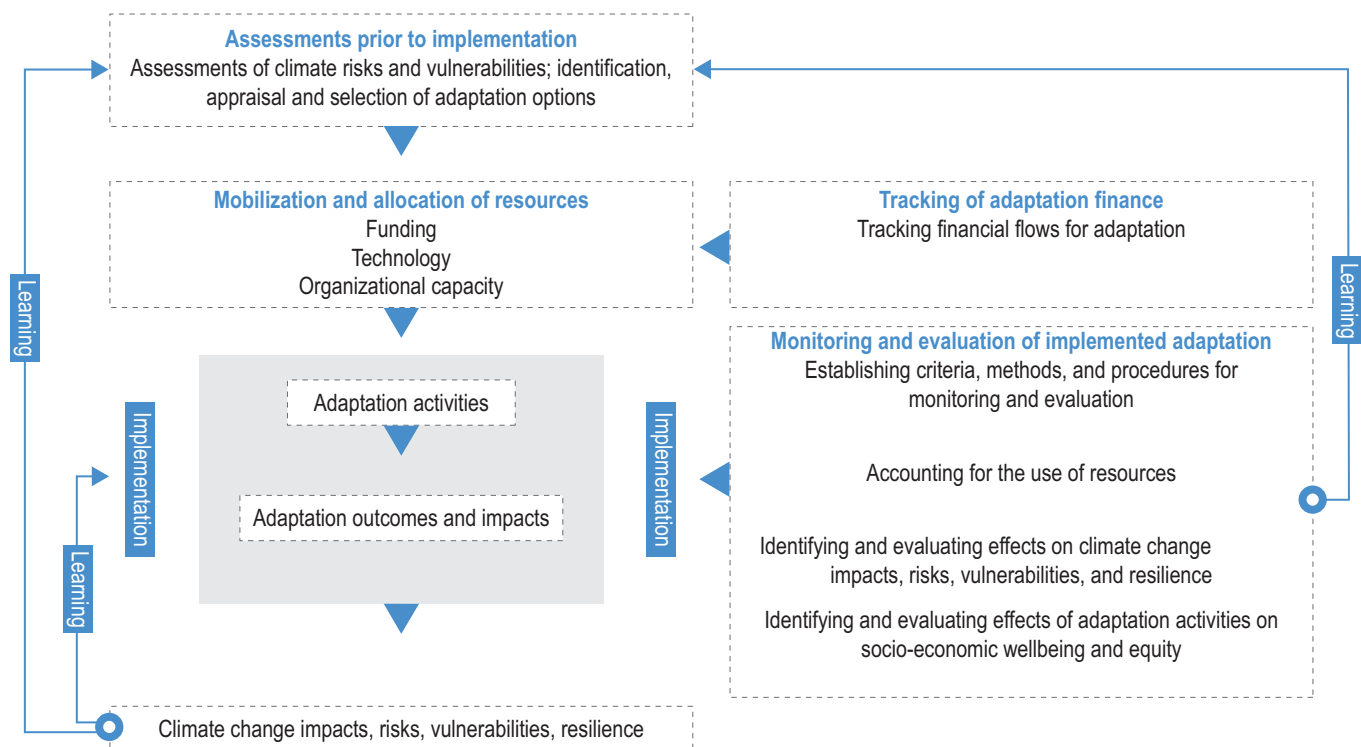 Assessments prior to implementation
Assessments of climate risks and vulnerabilities; identification,
appraisal and selection of adaptation options
Mobilization and allocation of resources
Funding
Technology
Organizational capacity
Tracking of adaptation finance
Tracking financial flows for adaptation
Learning
Learning
Monitoring and evaluation of implemented adaptation
Establishing criteria, methods, and procedures for
monitoring and evaluation
Accounting for the use of resources
Identifying and evaluating effects on climate change
impacts, risks, vulnerabilities, and resilience
Identifying and evaluating effects of adaptation activities on
socio-economic wellbeing and equity
Implementation
Adaptation activities
Adaptation outcomes and impacts
Implementation
Learning
Climate change impacts, risks, vulnerabilities, resilience